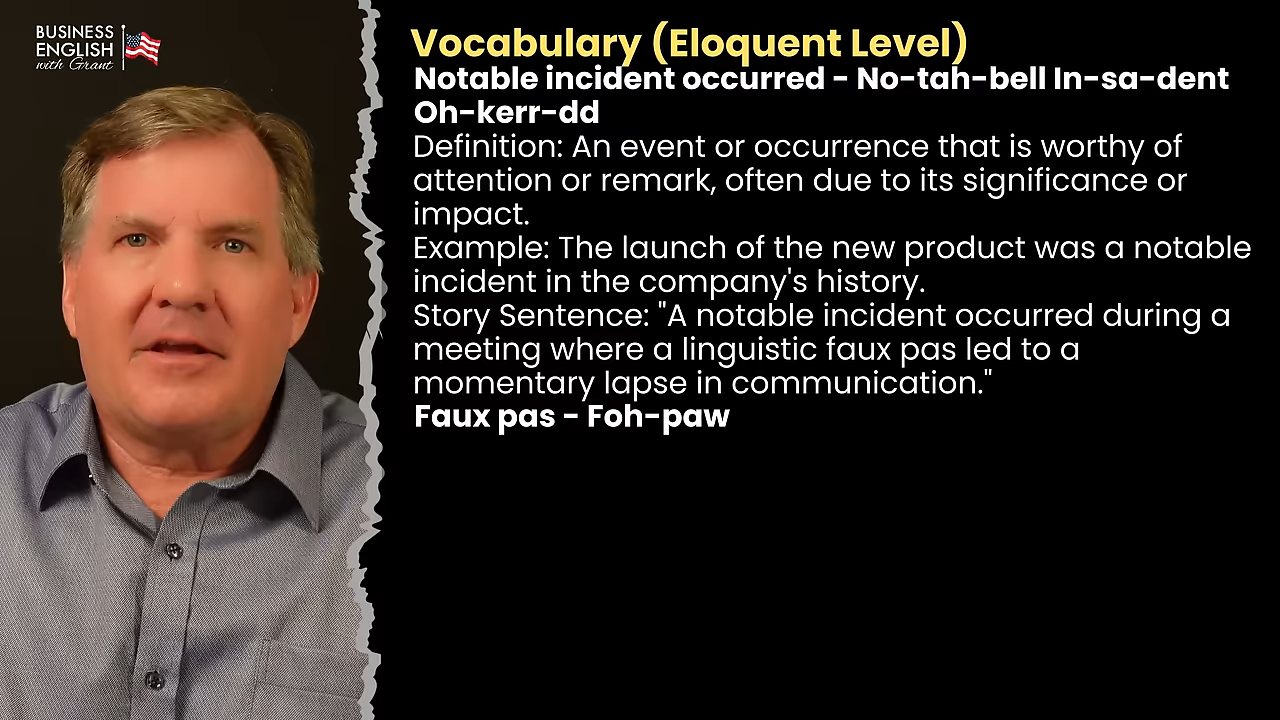 BUSINESS
ENGLISH
with Grant
Vocabulary (Eloquent Level)
Notable incident occurred - No-tah-bell In-sa-dent
Oh-kerr-dd
Definition: An event or occurrence that is worthy of
attention or remark, often due to its significance or
impact.
Example: The launch of the new product was a notable
incident in the company's history.
Story Sentence: "A notable incident occurred during a
meeting where a linguistic faux pas led to a
momentary lapse in communication."
Faux pas - Foh-paw